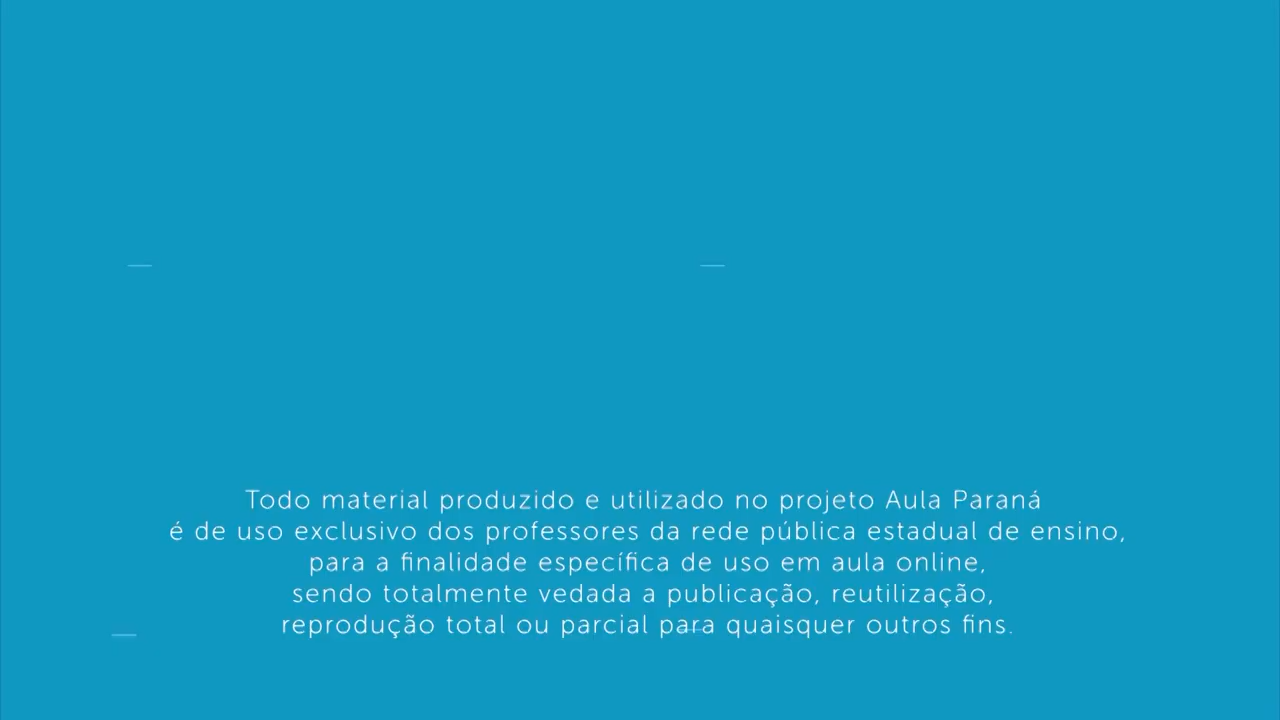 Todo material produzido e utilizado no projeto Aula Paraná
é de uso exclusivo dos professores da rede pública estadual de ensino,
para a finalidade específica de uso em aula online,
sendo totalmente vedada a publicação, reutilização,
reprodução total ou parcial para quaisquer outros fins.